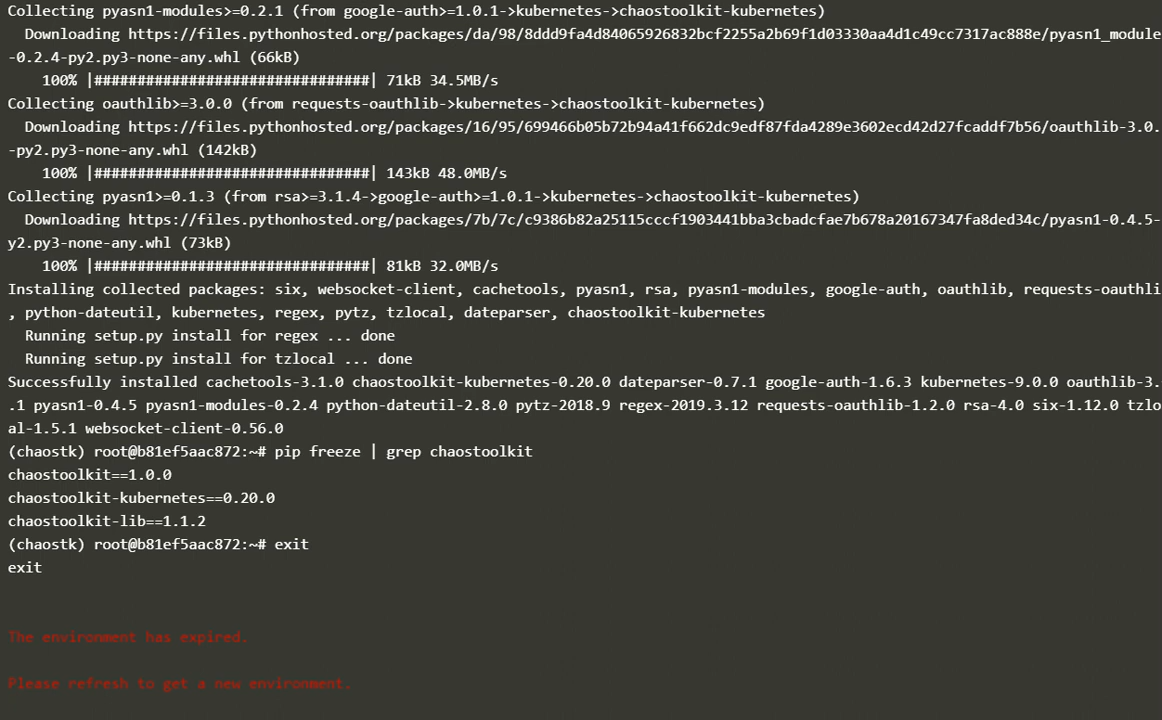 Collecting pyasn1-modules>=0.2.1 (from google-auth>=1.0.1->kubernetes->chaostoolkit-kubernetes)
Downloading https://files.pythonhosted.org/packages/da/98/8ddd9fa4d84065926832bcf2255a2b69f1d03330aa4d1c49cc7317ac888e/pyasn1_module
-0.2.4-py2.py3-none-any.whl (66kB)
100% |################################| 71kB 34.5MB/s
Collecting oauthlib>=3.0.0 (from requests-oauthlib->kubernetes->chaostoolkit-kubernetes)
Downloading https://files.pythonhosted.org/packages/16/95/699466b05b72b94a41f662dc9edf87fda4289e3602ecd42d27fcaddf7b56/oauthlib-3.0.
-py2.py3-none-any.whl (142kB)
100% |################################| 143kB 48.0MB/s
Collecting pyasn1>=0.1.3 (from rsa>=3.1.4->google-auth>=1.0.1->kubernetes->chaostoolkit-kubernetes)
Downloading https://files.pythonhosted.org/packages/7b/7c/c9386b82a25115cccf1903441bba3cbadcfae7b678a20167347fa8ded34c/pyasn1-0.4.5-
y2.py3-none-any.whl (73kB)
100% |################################| 81kB 32.0MB/s
Installing collected packages: six, websocket-client, cachetools, pyasn1, rsa, pyasn1-modules, google-auth, oauthlib, requests-oauthli
, python-dateutil, kubernetes, regex, pytz, tzlocal, dateparser, chaostoolkit-kubernetes
Running setup.py install for regex ... done
Running setup.py install for tzlocal ... done
Successfully installed cachetools-3.1.0 chaostoolkit-kubernetes-0.20.0 dateparser-0.7.1 google-auth-1.6.3 kubernetes-9.0.0 oauthlib-3.
.1 pyasn1-0.4.5 pyasn1-modules-0.2.4 python-dateutil-2.8.0 pytz-2018.9 regex-2019.3.12 requests-oauthlib-1.2.0 rsa-4.0 six-1.12.0 tzlo
al-1.5.1 websocket-client-0.56.0
(chaostk) root@b81ef5aac872:~# pip freeze | grep chaostoolkit
chaostoolkit==1.0.0
chaostoolkit-kubernetes==0.20.0
chaostoolkit-lib==1.1.2
(chaostk) root@b81ef5aac872:~# exit
exit
The environment has expired.
Please refresh to get a new environment.